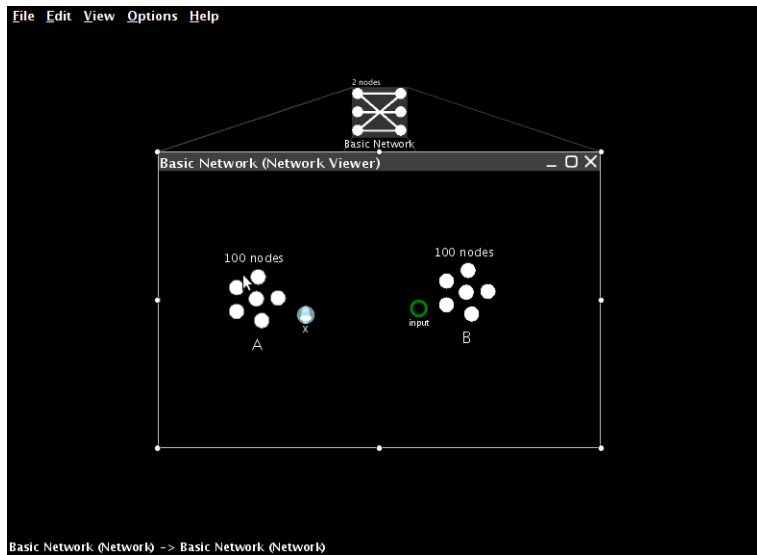 File Edit View Options Help
2 nodes
Basic Network
Basic Network (Network Viewer)
100 nodes
100 nodes
X
input
A
B
Basic Network (Network) -> Basic Network (Network)